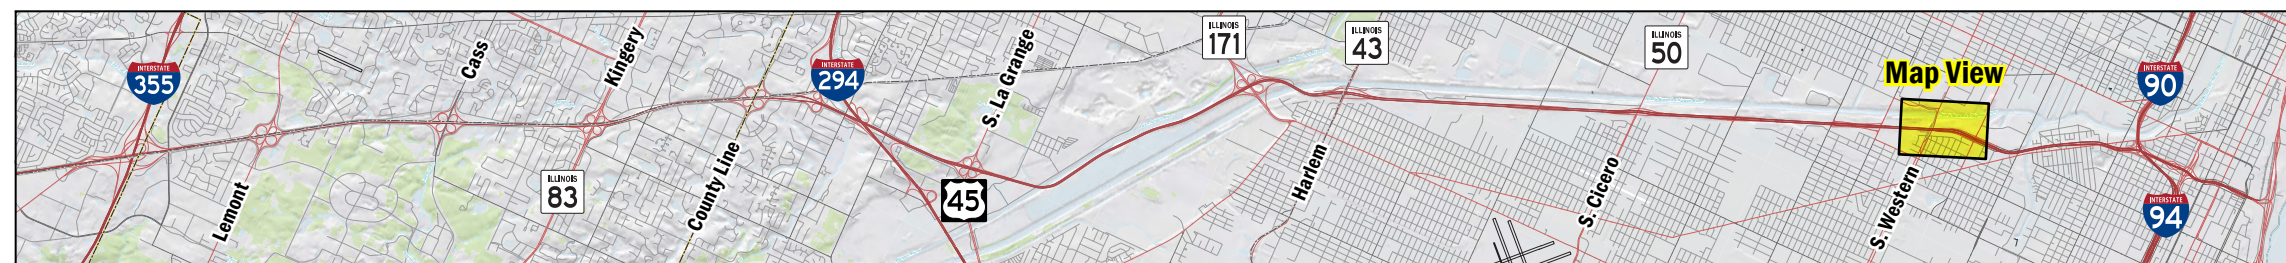 INTERSTATE
355
Lemont
Cass
ILLINOIS
83
Kingery
County Line
INTERSTATE
294
45
S. La Grange
ILLINOIS
171
Harlem
ILLINOIS
43
S. Cicero
ILLINOIS
50
S. Western
Map View
INTERSTATE
90
INTERSTATE
94